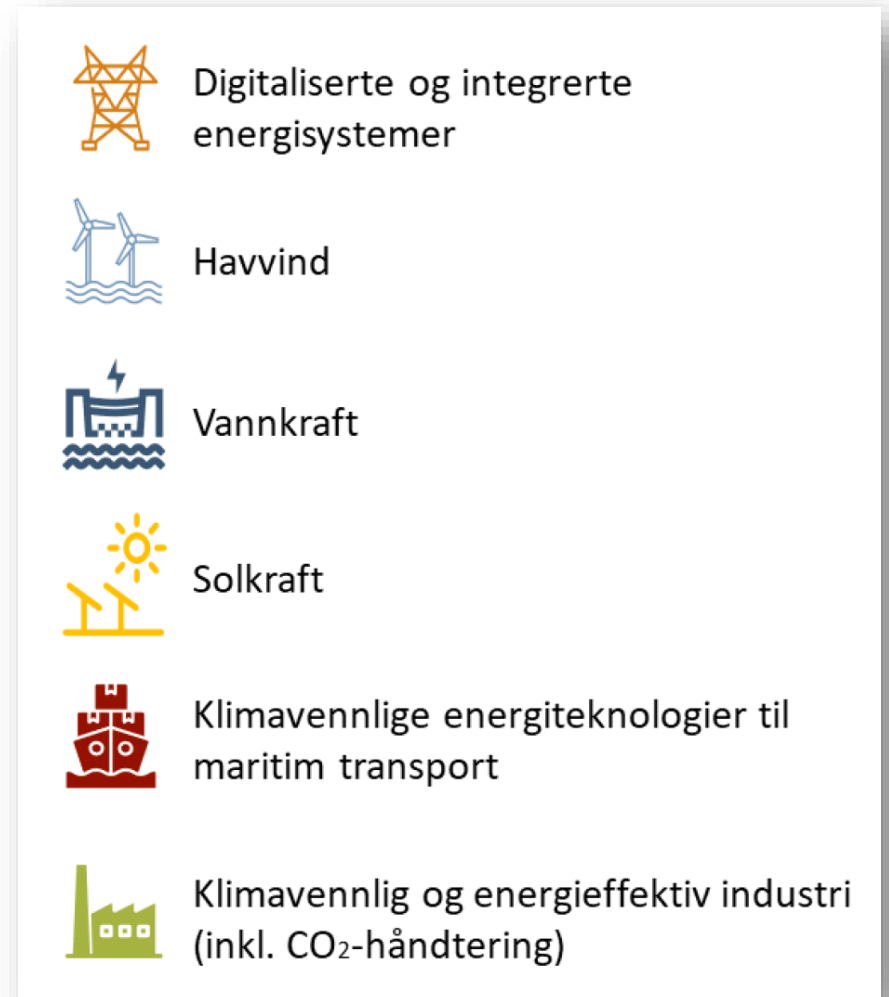 Digitaliserte og integrerte
energisystemer
Havvind
Vannkraft
Solkraft
Klimavennlige energiteknologier til
maritim transport
Klimavennlig og energieffektiv industri
(inkl. CO₂-håndtering)